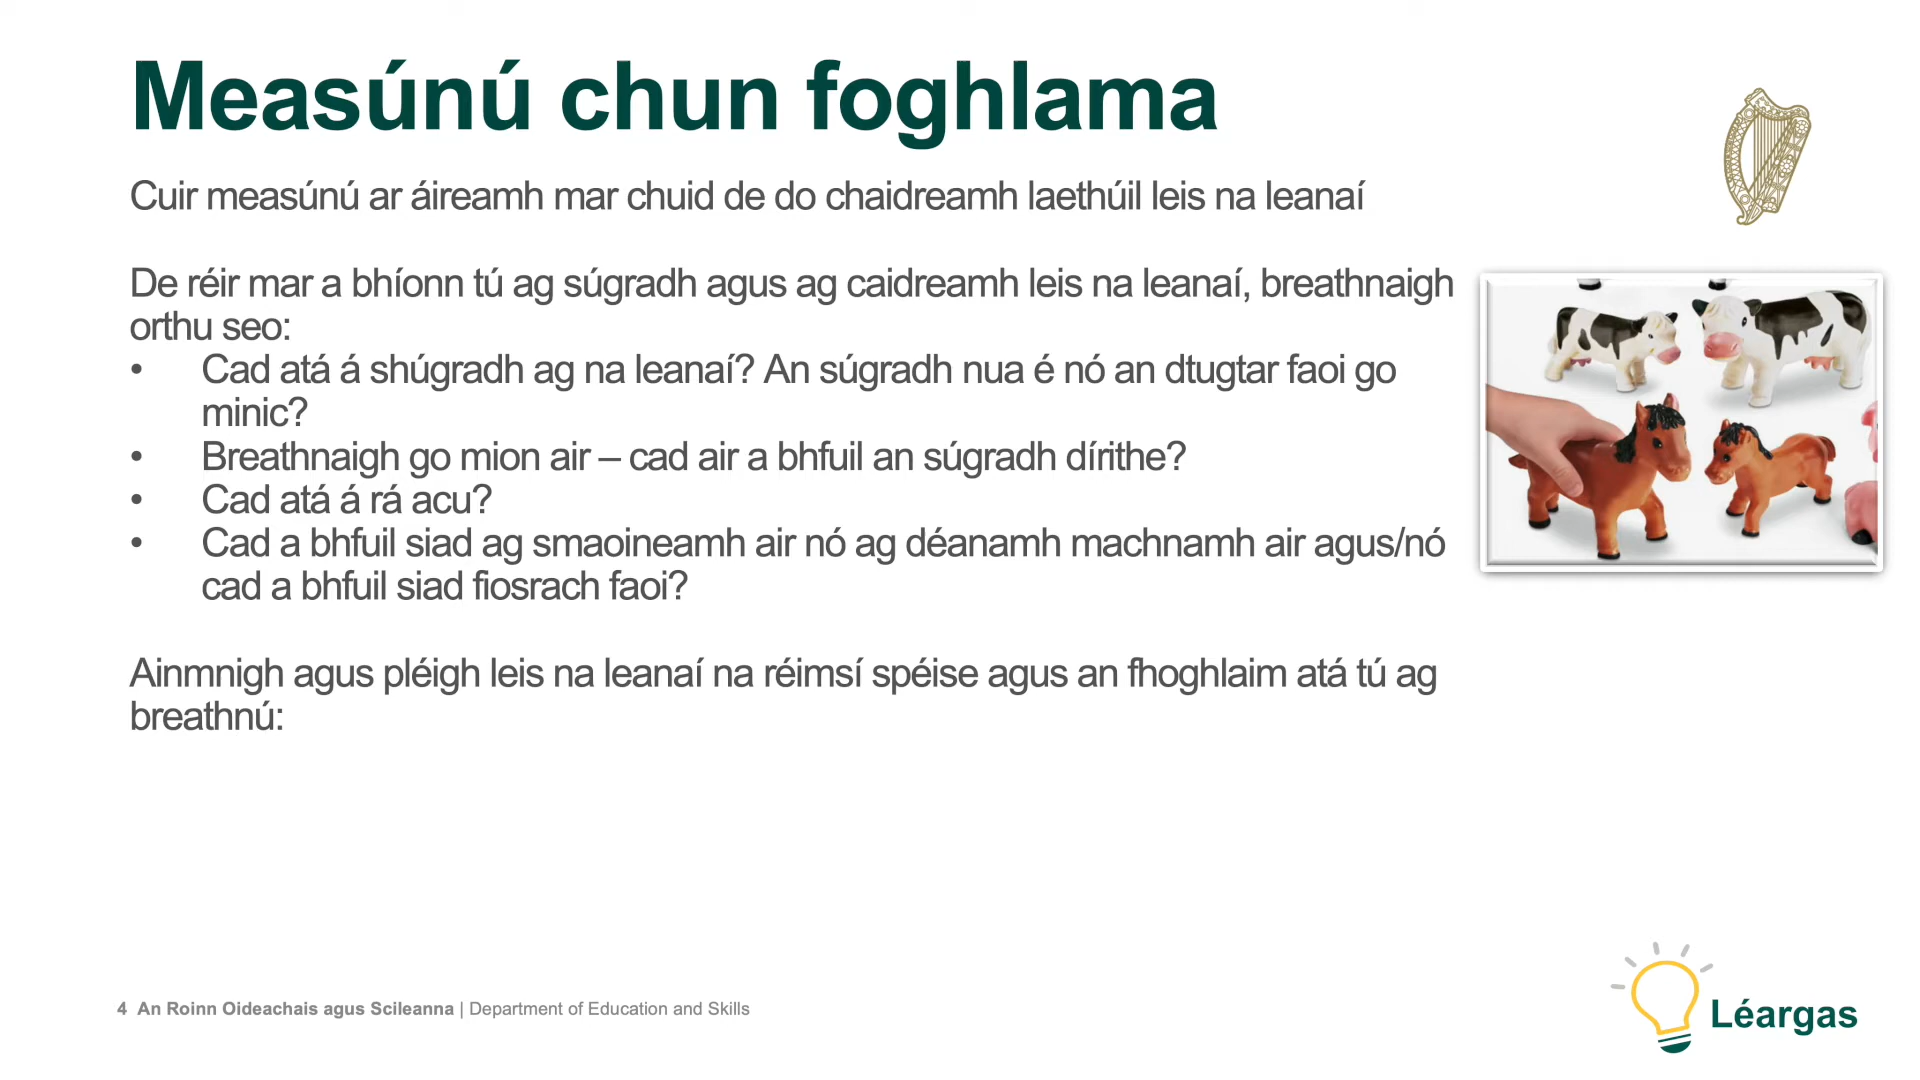 Measúnú chun foghlama
Cuir measúnú ar áireamh mar chuid de do chaidreamh laethúil leis na leanaí
De réir mar a bhíonn tú ag súgradh agus ag caidreamh leis na leanaí, breathnaigh
orthu seo:
• Cad atá á shúgradh ag na leanaí? An súgradh nua é nó an dtugtar faoi go
minic?
• Breathnaigh go mion air – cad air a bhfuil an súgradh dírithe?
• Cad atá á rá acu?
• Cad a bhfuil siad ag smaoineamh air nó ag déanamh machnamh air agus/nó
cad a bhfuil siad fiosrach faoi?
Ainmnigh agus pléigh leis na leanaí na réimsí spéise agus an fhoghlaim atá tú ag
breathnú:
4 An Roinn Oideachais agus Scileanna | Department of Education and Skills
Léargas